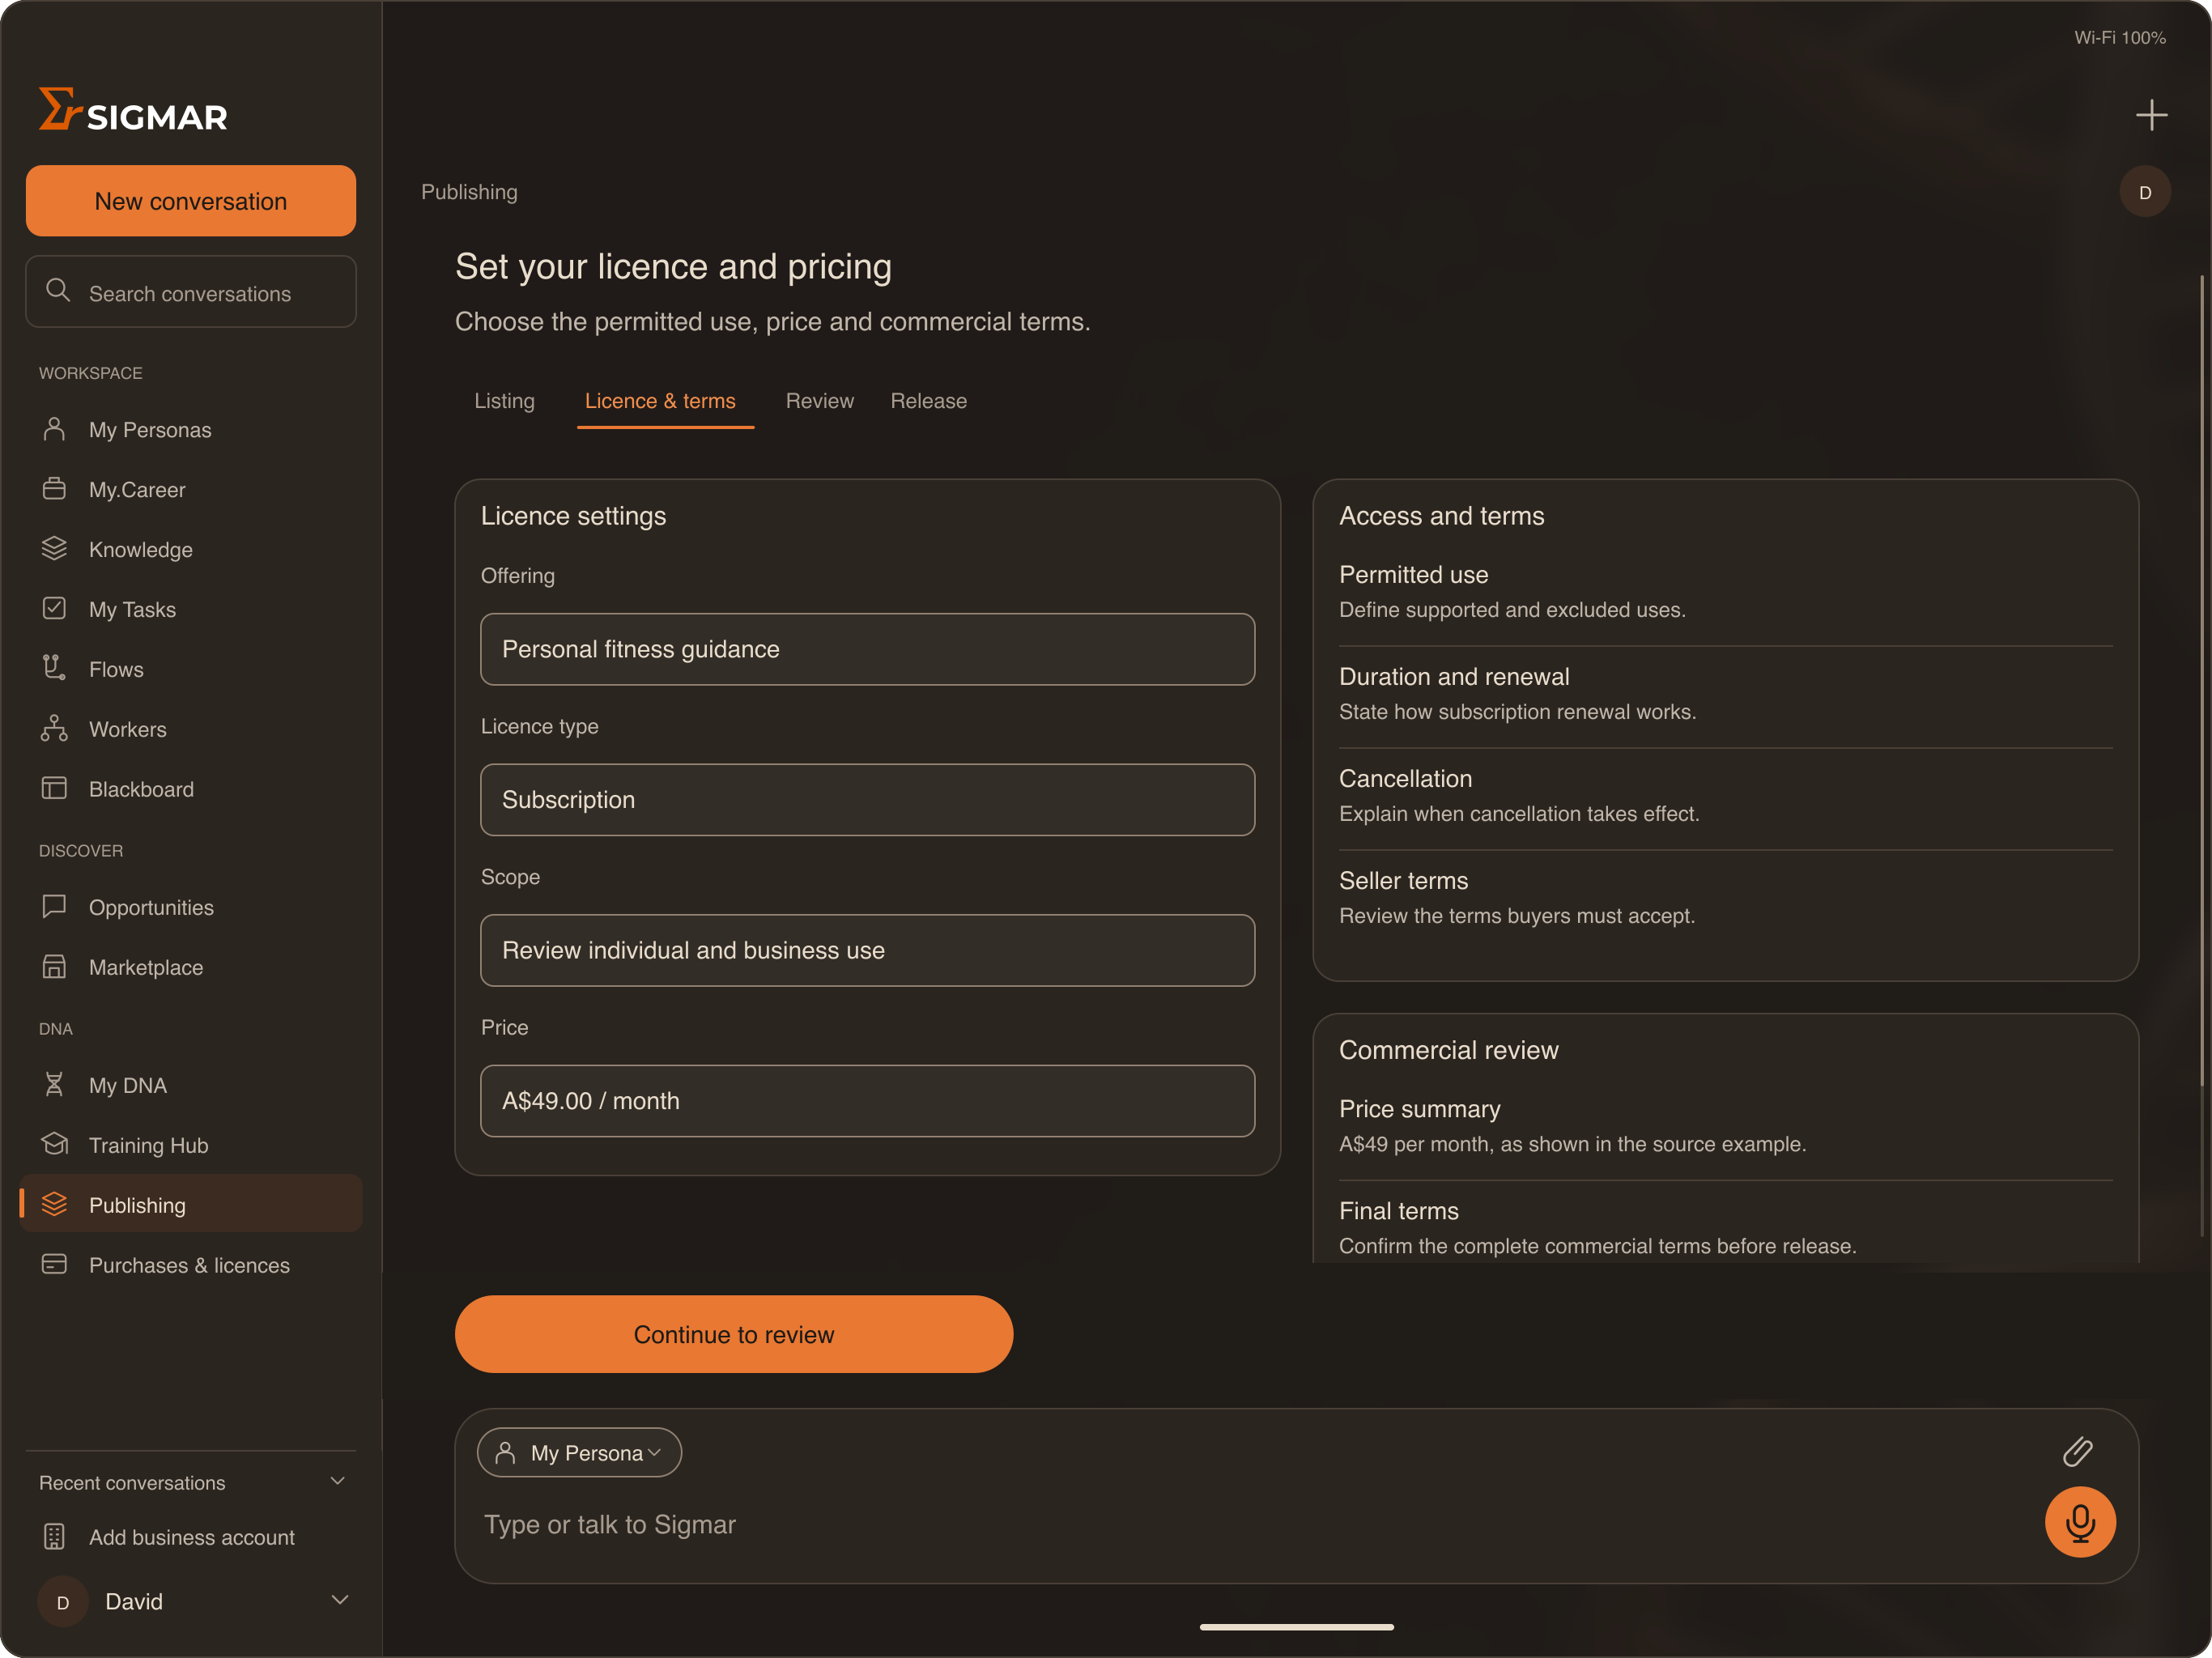 Wi-Fi 100%
Σr SIGMAR
New conversation
Search conversations
WORKSPACE
My Personas
My.Career
Knowledge
My Tasks
Flows
Workers
Blackboard
DISCOVER
Opportunities
Marketplace
DNA
My DNA
Training Hub
Publishing
Purchases & licences
Recent conversations
Add business account
D
David
Publishing
D
Set your licence and pricing
Choose the permitted use, price and commercial terms.
Listing
Licence & terms
Review
Release
Licence settings
Offering
Personal fitness guidance
Licence type
Subscription
Scope
Review individual and business use
Price
A$49.00 / month
Access and terms
Permitted use
Define supported and excluded uses.
Duration and renewal
State how subscription renewal works.
Cancellation
Explain when cancellation takes effect.
Seller terms
Review the terms buyers must accept.
Commercial review
Price summary
A$49 per month, as shown in the source example.
Final terms
Confirm the complete commercial terms before release.
Continue to review
My Persona
Type or talk to Sigmar